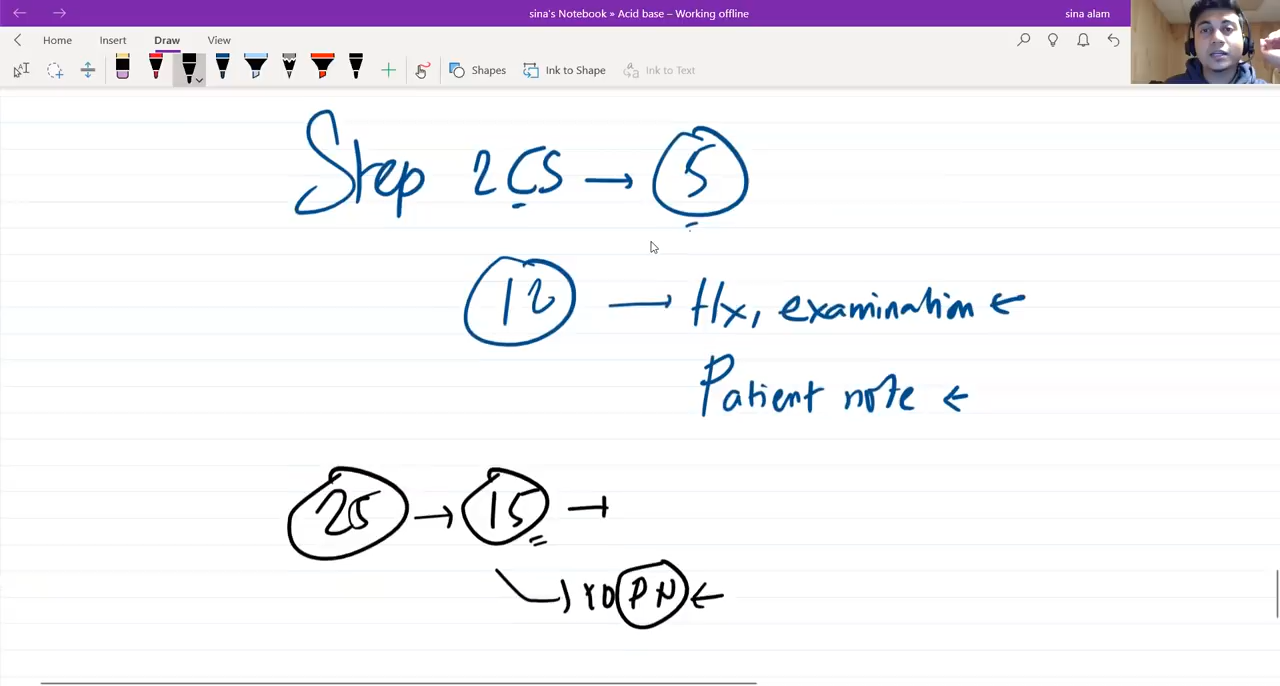 sina's Notebook » Acid base – Working offline
sina alam
Home Insert Draw View
Shapes Ink to Shape Ink to Text
Step 2CS → 5
12 → Hx, examination ←
Patient note ←
25 → 15 →
10 PN ←